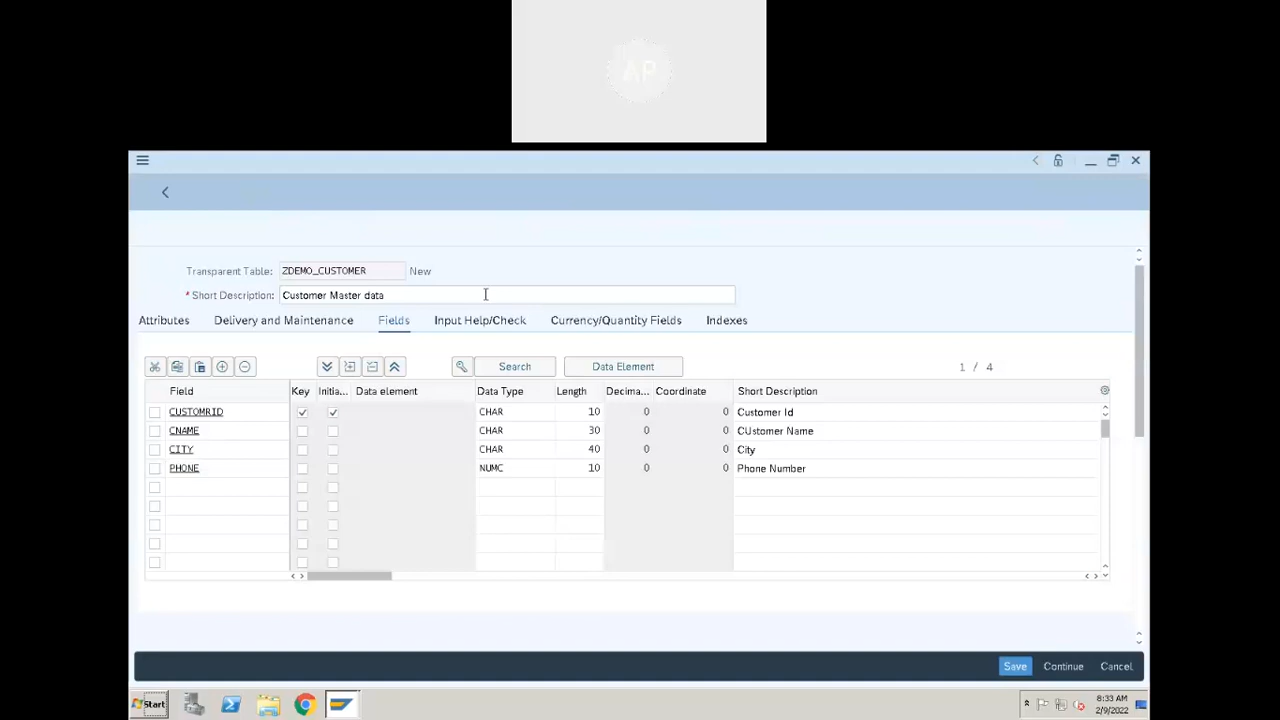 AP
Transparent Table: ZDEMO_CUSTOMER New
* Short Description: Customer Master data
Attributes Delivery and Maintenance Fields Input Help/Check Currency/Quantity Fields Indexes
Search Data Element 1 / 4
Field Key Initia... Data element Data Type Length Decima... Coordinate Short Description
CUSTOMRID CHAR 10 0 0 Customer Id
CNAME CHAR 30 0 0 CUstomer Name
CITY CHAR 40 0 0 City
PHONE NUMC 10 0 0 Phone Number
Save Continue Cancel
Start 8:33 AM
2/9/2022